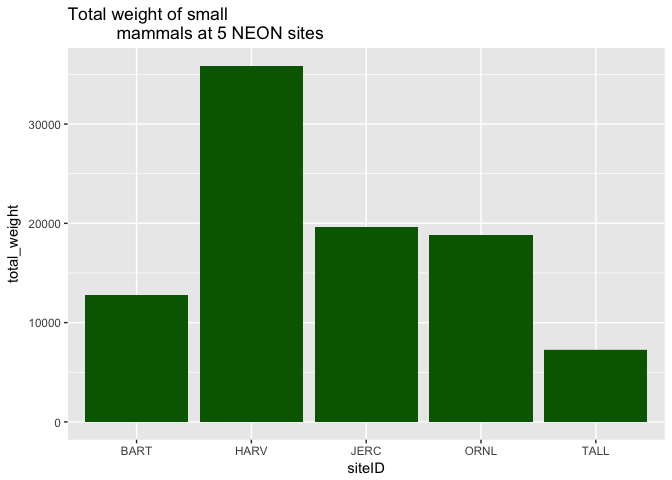 Total weight of small
mammals at 5 NEON sites
total_weight
30000
20000
10000
0
BART HARV JERC ORNL TALL
siteID